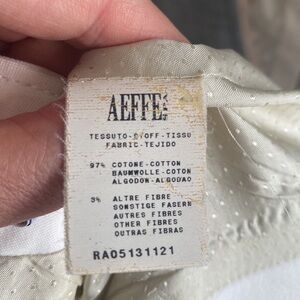 AEFFE SPA
TESSUTO-STOFF-TISSU
FABRIC-TEJIDO
97% COTONE-COTTON
BAUMWOLLE-COTON
ALGODON-ALGODAO
3% ALTRE FIBRE
SONSTIGE FASERN
AUTRES FIBRES
OTHER FIBRES
OUTRAS FIBRAS
RA05131121